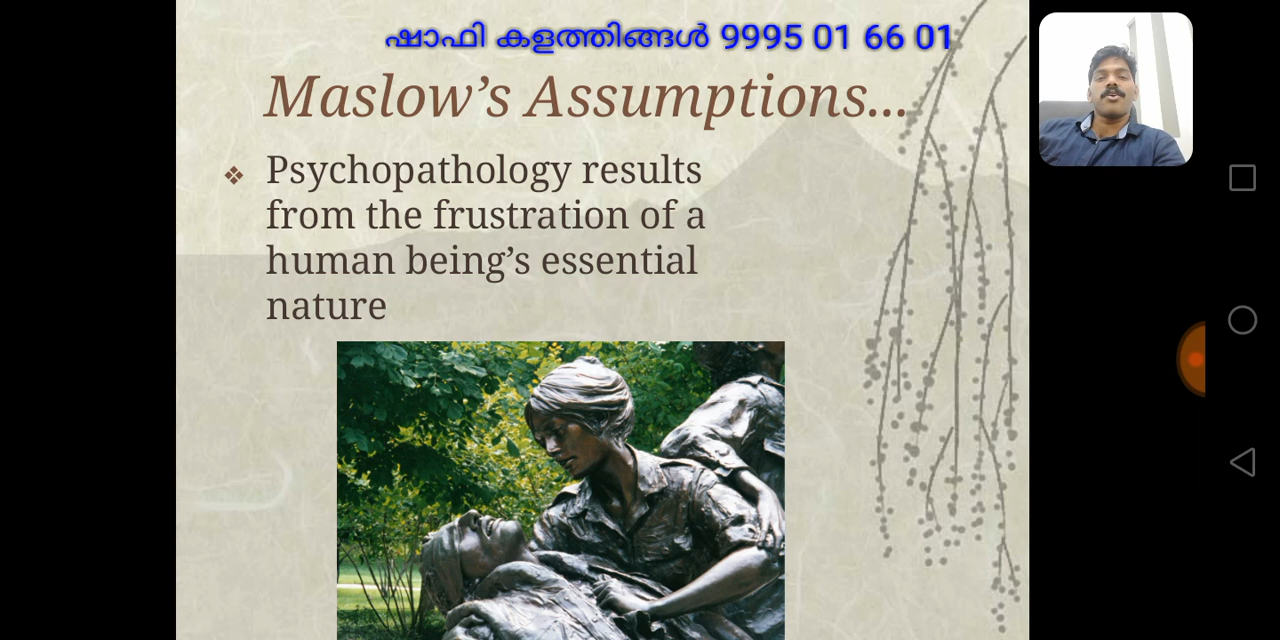 ഷാഫി കളത്തിങ്ങൾ 9995 01 66 01
Maslow’s Assumptions...
❖ Psychopathology results
from the frustration of a
human being’s essential
nature